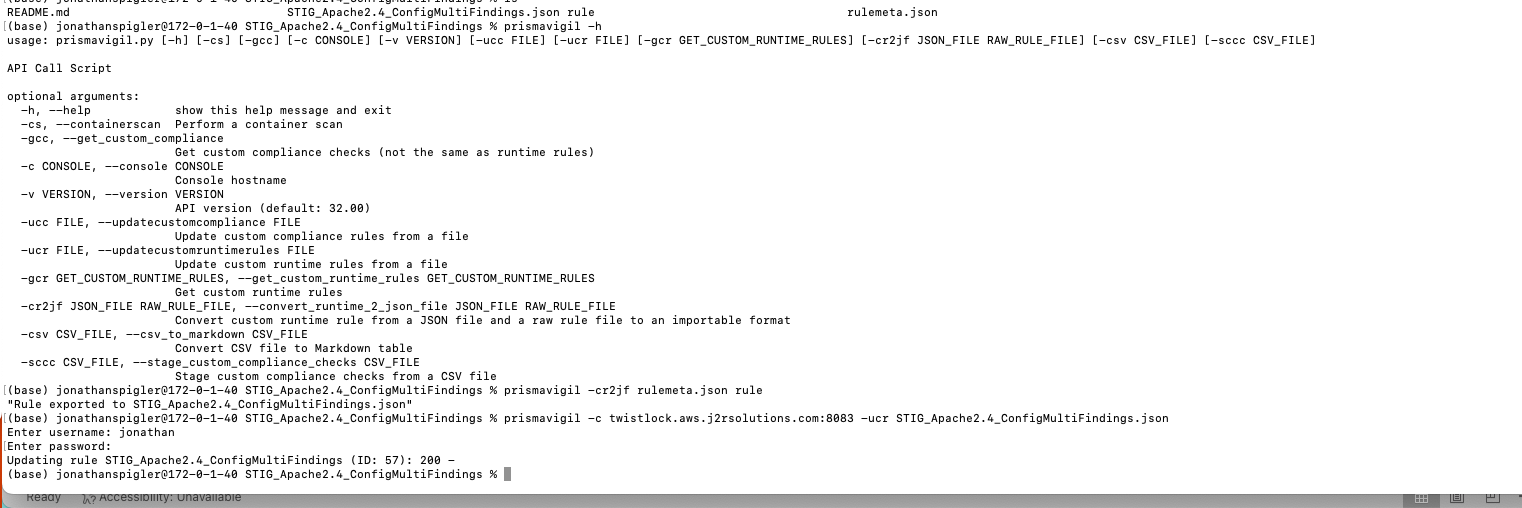 README.md STIG_Apache2.4_ConfigMultiFindings.json rule rulemeta.json
(base) jonathanspigler@172-0-1-40 STIG_Apache2.4_ConfigMultiFindings % prismavigil -h
usage: prismavigil.py [-h] [-cs] [-gcc] [-c CONSOLE] [-v VERSION] [-ucc FILE] [-ucr FILE] [-gcr GET_CUSTOM_RUNTIME_RULES] [-cr2jf JSON_FILE RAW_RULE_FILE] [-csv CSV_FILE] [-sccc CSV_FILE]
API Call Script
optional arguments:
-h, --help show this help message and exit
-cs, --containerscan Perform a container scan
-gcc, --get_custom_compliance
Get custom compliance checks (not the same as runtime rules)
-c CONSOLE, --console CONSOLE
Console hostname
-v VERSION, --version VERSION
API version (default: 32.00)
-ucc FILE, --updatecustomcompliance FILE
Update custom compliance rules from a file
-ucr FILE, --updatecustomruntimerules FILE
Update custom runtime rules from a file
-gcr GET_CUSTOM_RUNTIME_RULES, --get_custom_runtime_rules GET_CUSTOM_RUNTIME_RULES
Get custom runtime rules
-cr2jf JSON_FILE RAW_RULE_FILE, --convert_runtime_2_json_file JSON_FILE RAW_RULE_FILE
Convert custom runtime rule from a JSON file and a raw rule file to an importable format
-csv CSV_FILE, --csv_to_markdown CSV_FILE
Convert CSV file to Markdown table
-sccc CSV_FILE, --stage_custom_compliance_checks CSV_FILE
Stage custom compliance checks from a CSV file
(base) jonathanspigler@172-0-1-40 STIG_Apache2.4_ConfigMultiFindings % prismavigil -cr2jf rulemeta.json rule
"Rule exported to STIG_Apache2.4_ConfigMultiFindings.json"
(base) jonathanspigler@172-0-1-40 STIG_Apache2.4_ConfigMultiFindings % prismavigil -c twistlock.aws.j2rsolutions.com:8083 -ucr STIG_Apache2.4_ConfigMultiFindings.json
Enter username: jonathan
Enter password:
Updating rule STIG_Apache2.4_ConfigMultiFindings (ID: 57): 200 -
(base) jonathanspigler@172-0-1-40 STIG_Apache2.4_ConfigMultiFindings %
Ready Accessibility: Unavailable